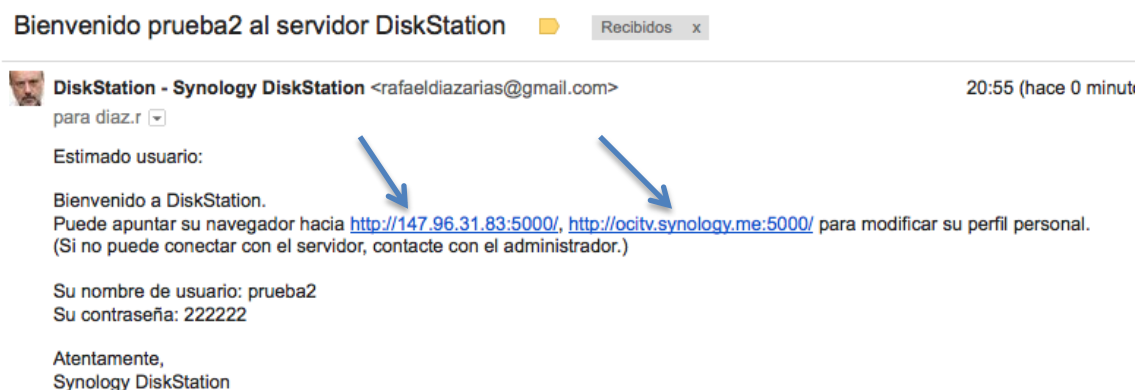 Bienvenido prueba2 al servidor DiskStation Recibidos x
DiskStation - Synology DiskStation <rafaeldiazarias@gmail.com> 20:55 (hace 0 minuto
para diaz.r
Estimado usuario:
Bienvenido a DiskStation.
Puede apuntar su navegador hacia http://147.96.31.83:5000/, http://ocitv.synology.me:5000/ para modificar su perfil personal.
(Si no puede conectar con el servidor, contacte con el administrador.)
Su nombre de usuario: prueba2
Su contraseña: 222222
Atentamente,
Synology DiskStation